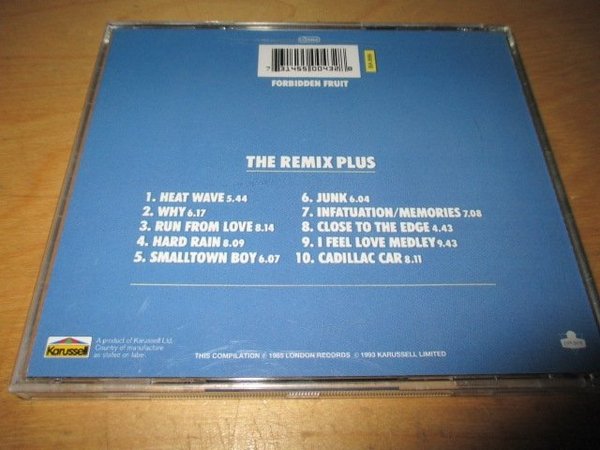 7 31455 00432 8
FORBIDDEN FRUIT
THE REMIX PLUS
1. HEAT WAVE 5.44
2. WHY 6.17
3. RUN FROM LOVE 8.14
4. HARD RAIN 8.09
5. SMALLTOWN BOY 6.07
6. JUNK 6.04
7. INFATUATION/MEMORIES 7.08
8. CLOSE TO THE EDGE 4.43
9. I FEEL LOVE MEDLEY 9.43
10. CADILLAC CAR 8.11
Karussell
A product of Karussell Ltd.
Country of manufacture
as stated on label.
THIS COMPILATION ℗ 1985 LONDON RECORDS © 1993 KARUSSELL LIMITED